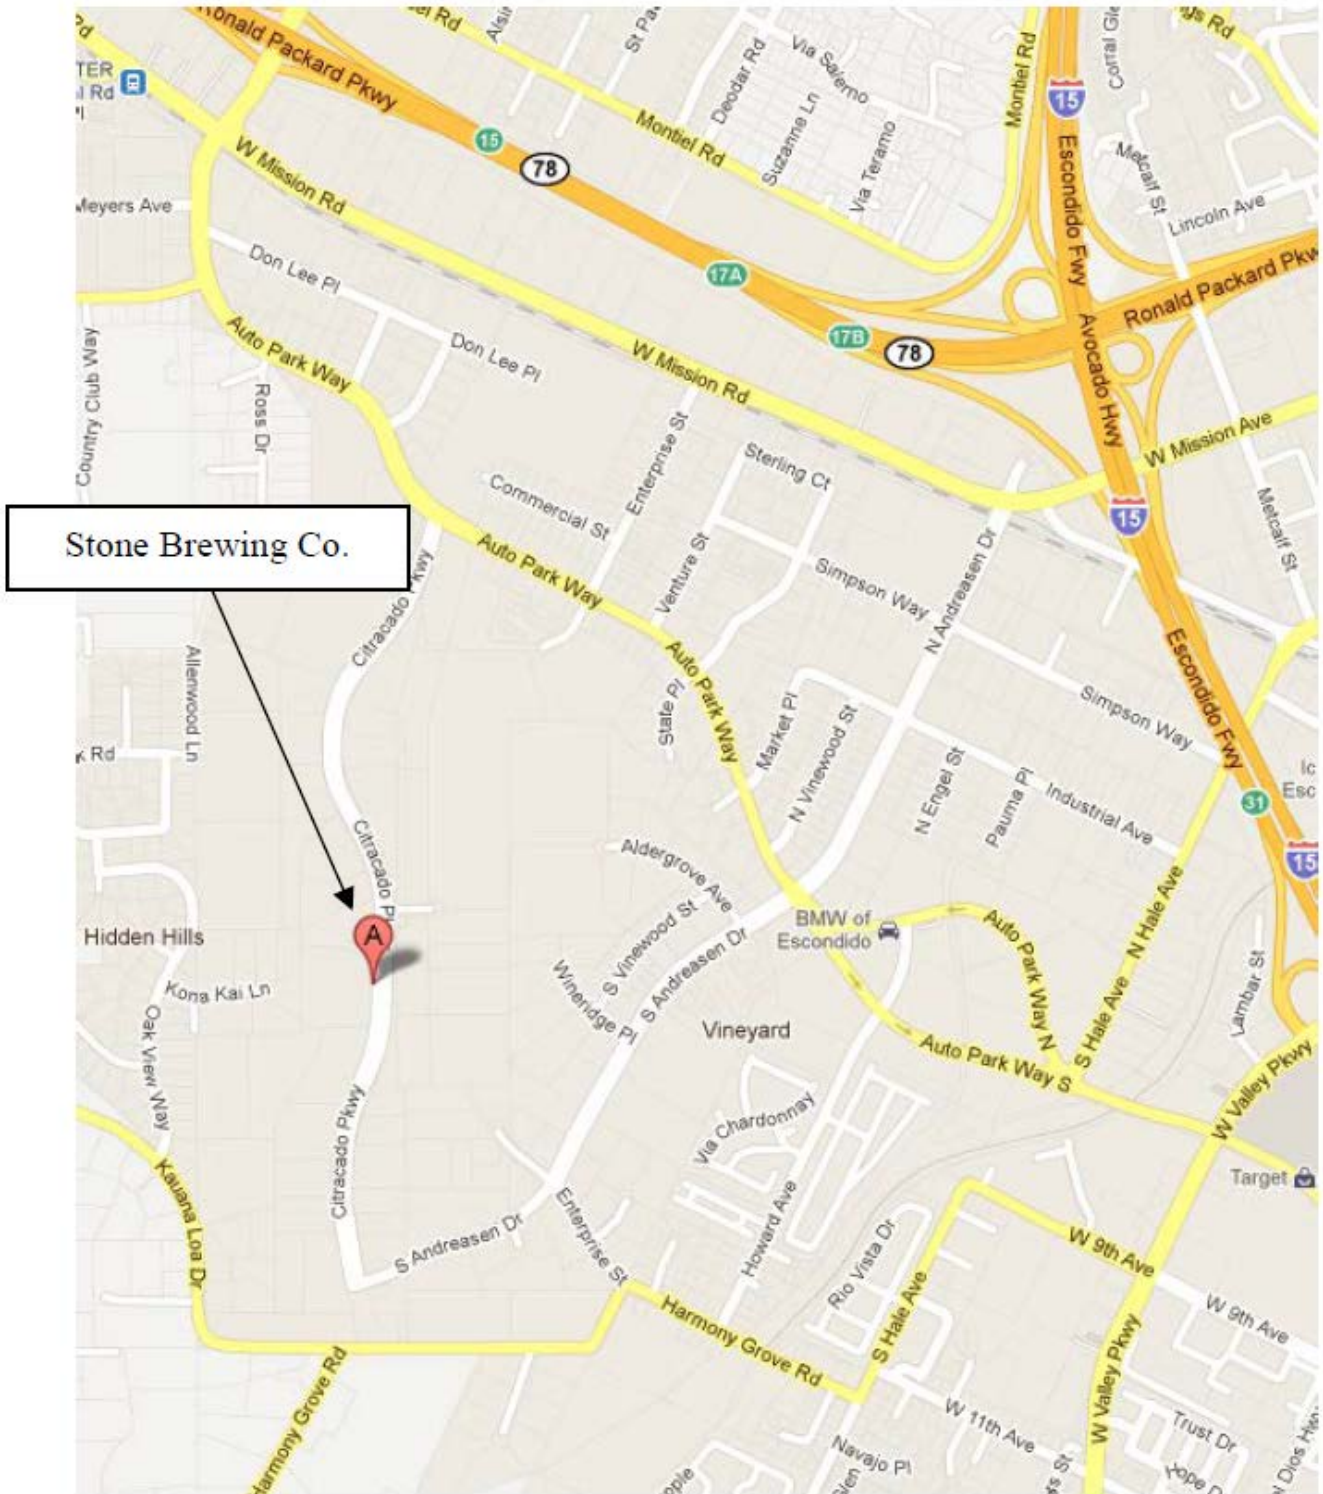 Ronald Packard Pkwy
Montiel Rd
Deodar Rd
Via Salerno
Suzanne Ln
Via Teramo
Montiel Rd
15
Escondido Fwy
Metcalf St
Lincoln Ave
Ronald Packard Pkw
15
78
W Mission Rd
Meyers Ave
Don Lee Pl
17A
17B
78
Avocado Hwy
Auto Park Way
Don Lee Pl
W Mission Rd
Country Club Way
Ross Dr
Enterprise St
Sterling Ct
W Mission Ave
Commercial St
15
Metcalf St
Stone Brewing Co.
Auto Park Way
Venture St
Simpson Way
N Andreasen Dr
Citracado Pkwy
Allenwood Ln
Auto Park Way
State Pl
Market Pl
N Vinewood St
Simpson Way
Escondido Fwy
k Rd
N Engel St
Pauma Pl
Industrial Ave
31
Ic
Esc
15
Citracado Pk
Aldergrove Ave
S Vinewood St
BMW of
Escondido
Auto Park Way N
N Hale Ave
Hidden Hills
A
Kona Kai Ln
Wineridge Pl
S Andreasen Dr
Vineyard
S Hale Ave
Lambar St
Oak View Way
Auto Park Way S
W Valley Pkwy
Via Chardonnay
Citracado Pkwy
Kauana Loa Dr
Enterprise St
Howard Ave
Target
S Andreasen Dr
Rio Vista Dr
W 9th Ave
W 9th Ave
Harmony Grove Rd
S Hale Ave
W Valley Pkwy
Harmony Grove Rd
W 11th Ave
Trust Dr
Navajo Pl